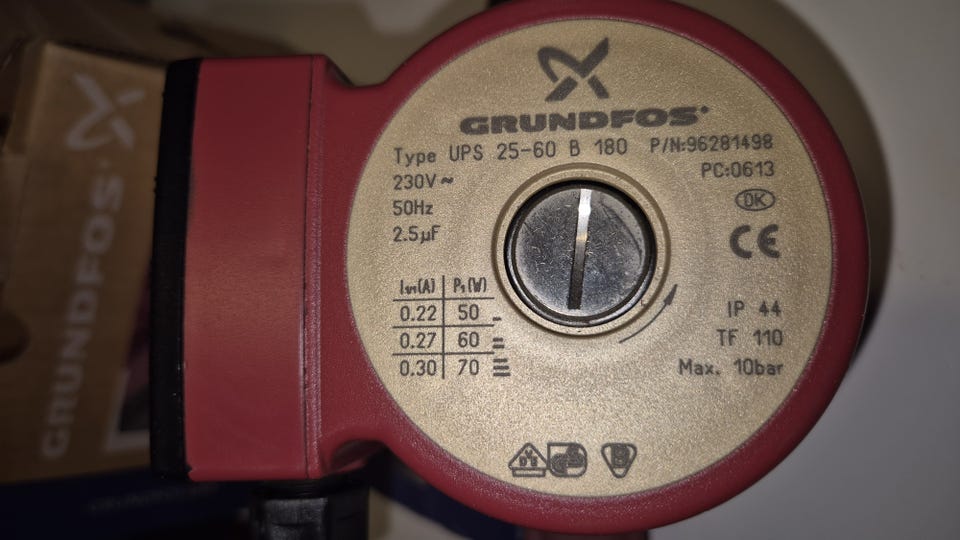 GRUNDFOS
GRUNDFOS
Type UPS 25-60 B 180 P/N:96281498
PC:0613
230V~
50Hz
2.5µF
DK
CE
I1/1(A) P₁(W)
0.22 50
0.27 60
0.30 70
IP 44
TF 110
Max. 10bar